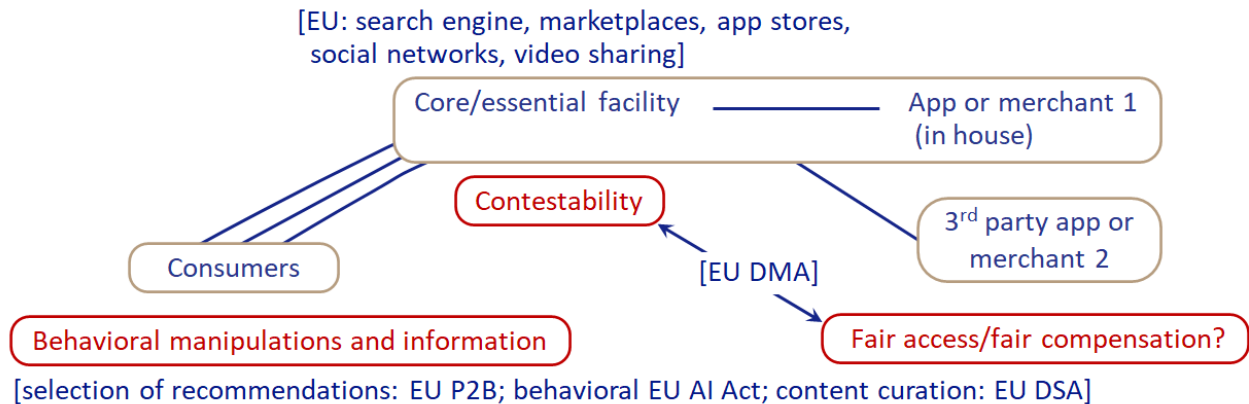 [EU: search engine, marketplaces, app stores,
social networks, video sharing]
Core/essential facility
App or merchant 1
(in house)
Contestability
3rd party app or
merchant 2
Consumers
[EU DMA]
Behavioral manipulations and information
Fair access/fair compensation?
[selection of recommendations: EU P2B; behavioral EU AI Act; content curation: EU DSA]